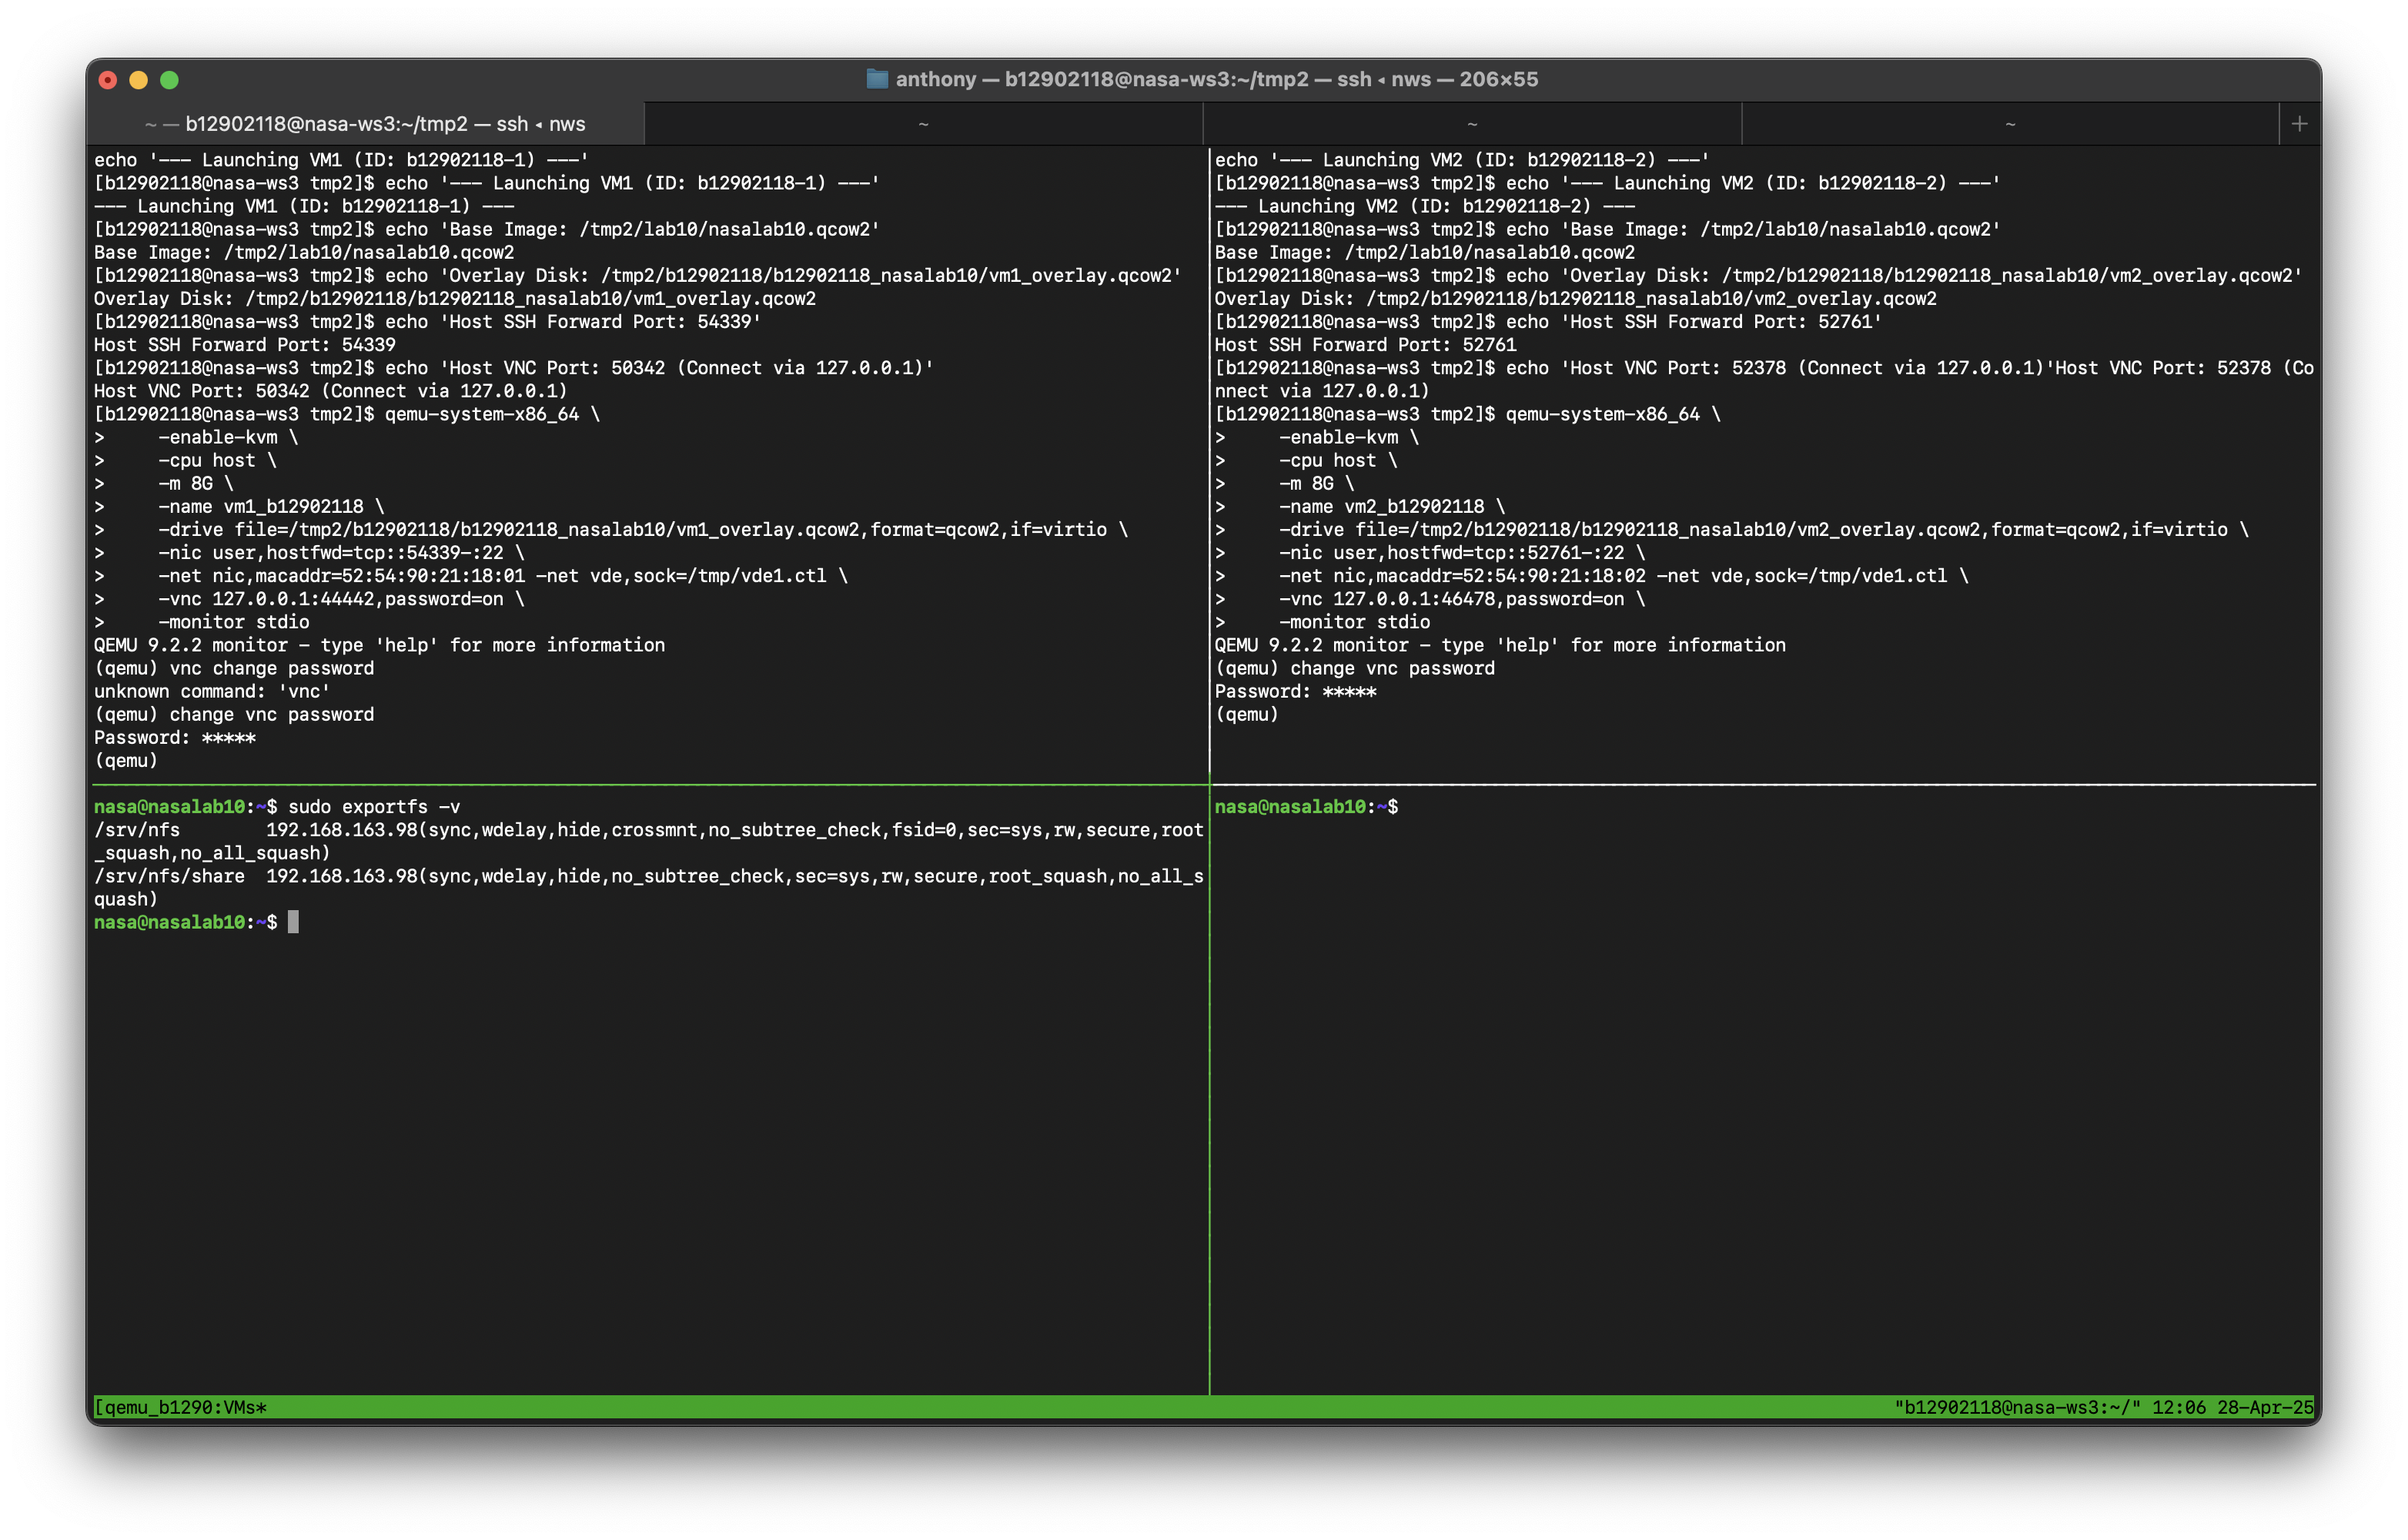 anthony — b12902118@nasa-ws3:~/tmp2 — ssh ◂ nws — 206×55
~ — b12902118@nasa-ws3:~/tmp2 — ssh ◂ nws
~
~
~
+
echo '--- Launching VM1 (ID: b12902118-1) ---'
[b12902118@nasa-ws3 tmp2]$ echo '--- Launching VM1 (ID: b12902118-1) ---'
--- Launching VM1 (ID: b12902118-1) ---
[b12902118@nasa-ws3 tmp2]$ echo 'Base Image: /tmp2/lab10/nasalab10.qcow2'
Base Image: /tmp2/lab10/nasalab10.qcow2
[b12902118@nasa-ws3 tmp2]$ echo 'Overlay Disk: /tmp2/b12902118/b12902118_nasalab10/vm1_overlay.qcow2'
Overlay Disk: /tmp2/b12902118/b12902118_nasalab10/vm1_overlay.qcow2
[b12902118@nasa-ws3 tmp2]$ echo 'Host SSH Forward Port: 54339'
Host SSH Forward Port: 54339
[b12902118@nasa-ws3 tmp2]$ echo 'Host VNC Port: 50342 (Connect via 127.0.0.1)'
Host VNC Port: 50342 (Connect via 127.0.0.1)
[b12902118@nasa-ws3 tmp2]$ qemu-system-x86_64 \
>     -enable-kvm \
>     -cpu host \
>     -m 8G \
>     -name vm1_b12902118 \
>     -drive file=/tmp2/b12902118/b12902118_nasalab10/vm1_overlay.qcow2,format=qcow2,if=virtio \
>     -nic user,hostfwd=tcp::54339-:22 \
>     -net nic,macaddr=52:54:90:21:18:01 -net vde,sock=/tmp/vde1.ctl \
>     -vnc 127.0.0.1:44442,password=on \
>     -monitor stdio
QEMU 9.2.2 monitor - type 'help' for more information
(qemu) vnc change password
unknown command: 'vnc'
(qemu) change vnc password
Password: *****
(qemu)
echo '--- Launching VM2 (ID: b12902118-2) ---'
[b12902118@nasa-ws3 tmp2]$ echo '--- Launching VM2 (ID: b12902118-2) ---'
--- Launching VM2 (ID: b12902118-2) ---
[b12902118@nasa-ws3 tmp2]$ echo 'Base Image: /tmp2/lab10/nasalab10.qcow2'
Base Image: /tmp2/lab10/nasalab10.qcow2
[b12902118@nasa-ws3 tmp2]$ echo 'Overlay Disk: /tmp2/b12902118/b12902118_nasalab10/vm2_overlay.qcow2'
Overlay Disk: /tmp2/b12902118/b12902118_nasalab10/vm2_overlay.qcow2
[b12902118@nasa-ws3 tmp2]$ echo 'Host SSH Forward Port: 52761'
Host SSH Forward Port: 52761
[b12902118@nasa-ws3 tmp2]$ echo 'Host VNC Port: 52378 (Connect via 127.0.0.1)'Host VNC Port: 52378 (Co
nnect via 127.0.0.1)
[b12902118@nasa-ws3 tmp2]$ qemu-system-x86_64 \
>     -enable-kvm \
>     -cpu host \
>     -m 8G \
>     -name vm2_b12902118 \
>     -drive file=/tmp2/b12902118/b12902118_nasalab10/vm2_overlay.qcow2,format=qcow2,if=virtio \
>     -nic user,hostfwd=tcp::52761-:22 \
>     -net nic,macaddr=52:54:90:21:18:02 -net vde,sock=/tmp/vde1.ctl \
>     -vnc 127.0.0.1:46478,password=on \
>     -monitor stdio
QEMU 9.2.2 monitor - type 'help' for more information
(qemu) change vnc password
Password: *****
(qemu)
nasa@nasalab10:~$ sudo exportfs -v
/srv/nfs        192.168.163.98(sync,wdelay,hide,crossmnt,no_subtree_check,fsid=0,sec=sys,rw,secure,root
_squash,no_all_squash)
/srv/nfs/share  192.168.163.98(sync,wdelay,hide,no_subtree_check,sec=sys,rw,secure,root_squash,no_all_s
quash)
nasa@nasalab10:~$
nasa@nasalab10:~$
[qemu_b1290:VMs*
"b12902118@nasa-ws3:~/" 12:06 28-Apr-25